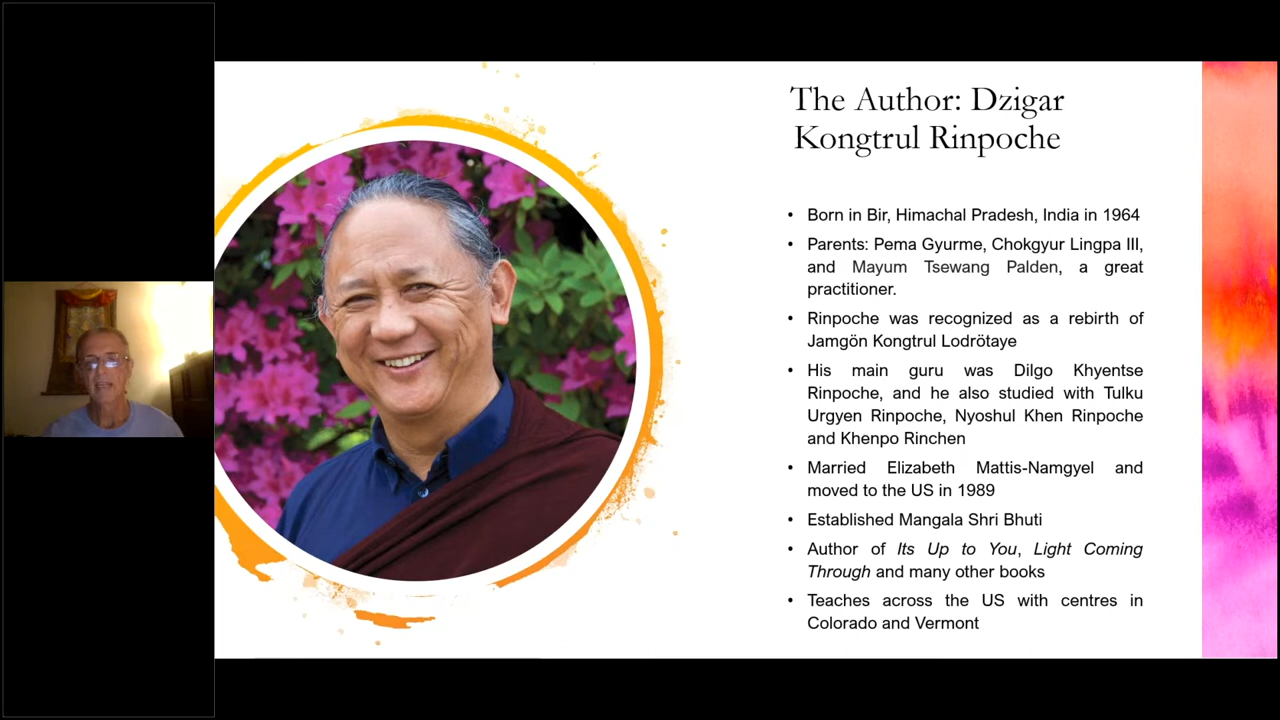 The Author: Dzigar
Kongtrul Rinpoche
• Born in Bir, Himachal Pradesh, India in 1964
• Parents: Pema Gyurme, Chokgyur Lingpa III,
and Mayum Tsewang Palden, a great
practitioner.
• Rinpoche was recognized as a rebirth of
Jamgön Kongtrul Lodrötaye
• His main guru was Dilgo Khyentse
Rinpoche, and he also studied with Tulku
Urgyen Rinpoche, Nyoshul Khen Rinpoche
and Khenpo Rinchen
• Married Elizabeth Mattis-Namgyel and
moved to the US in 1989
• Established Mangala Shri Bhuti
• Author of Its Up to You, Light Coming
Through and many other books
• Teaches across the US with centres in
Colorado and Vermont